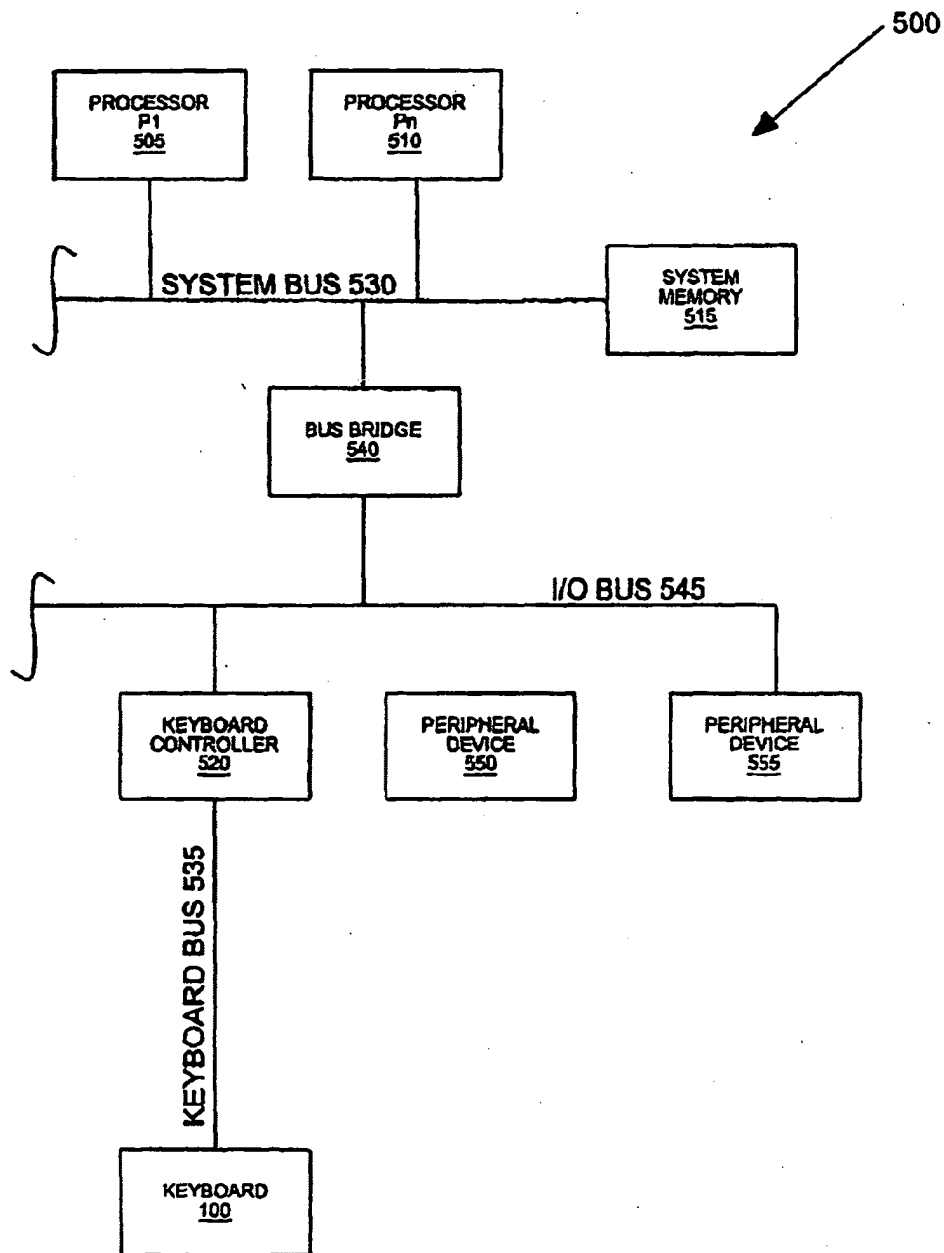 500
PROCESSOR
P1
505
PROCESSOR
Pn
510
SYSTEM BUS 530
SYSTEM
MEMORY
515
BUS BRIDGE
540
I/O BUS 545
KEYBOARD
CONTROLLER
520
PERIPHERAL
DEVICE
550
PERIPHERAL
DEVICE
555
KEYBOARD BUS 535
KEYBOARD
100